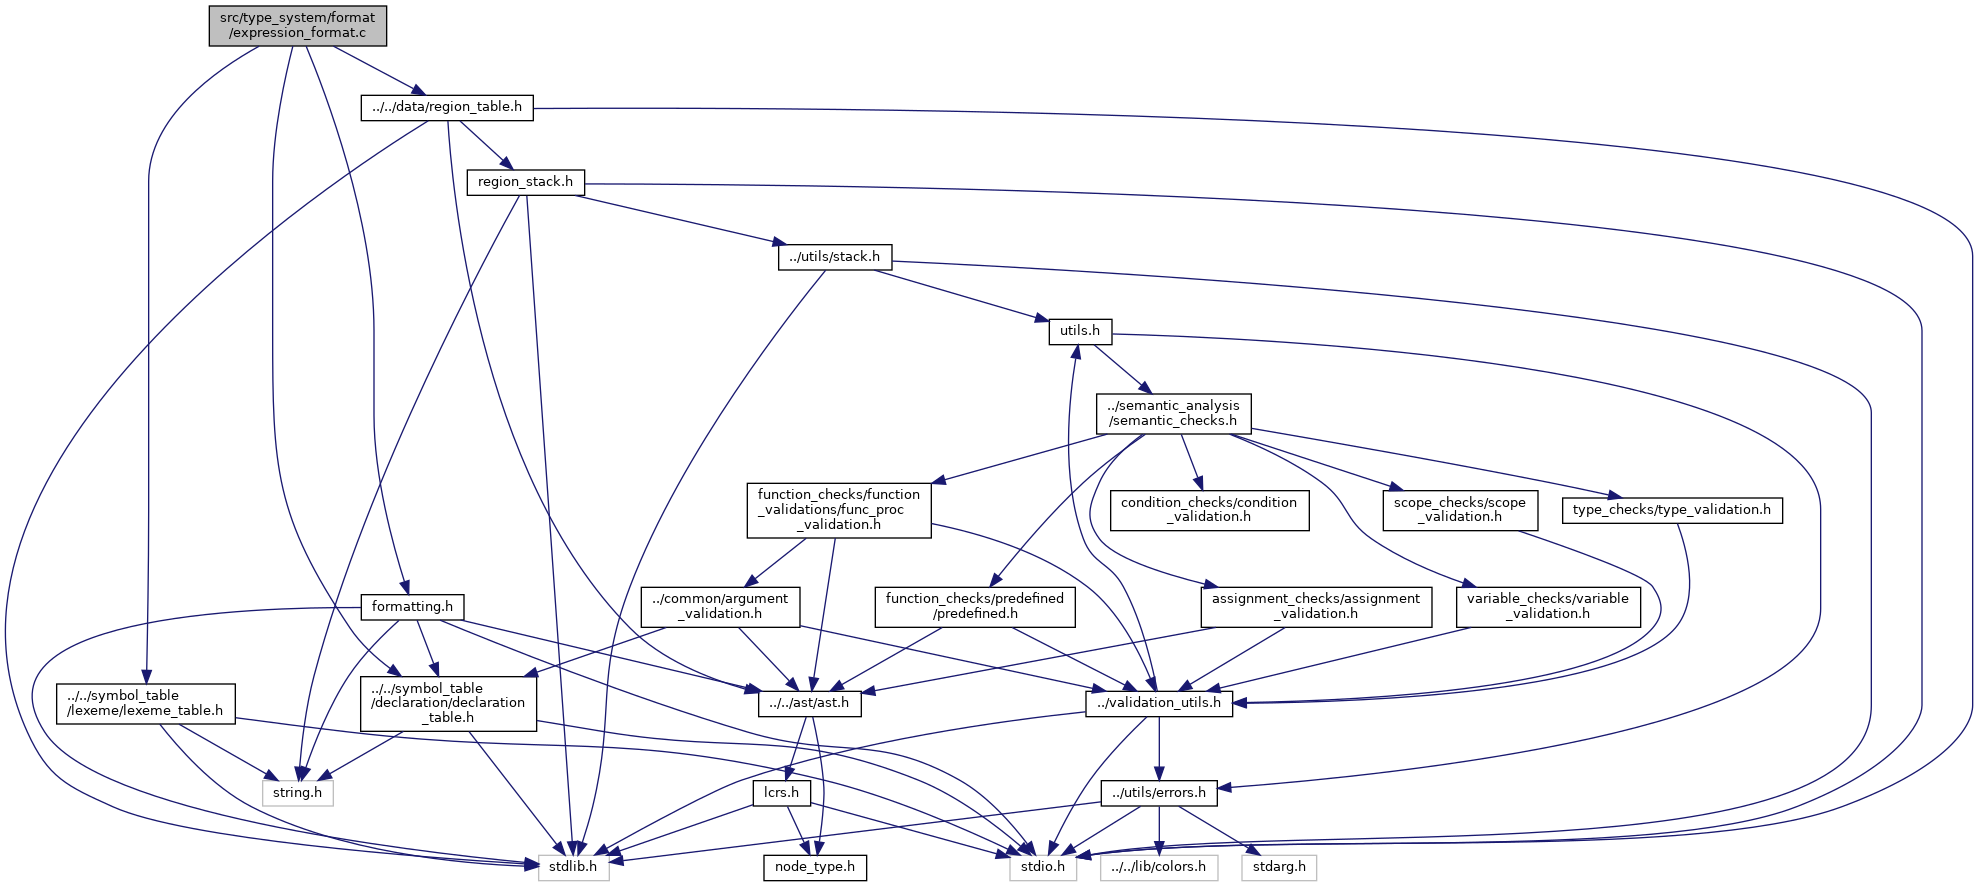 src/type_system/format
/expression_format.c
../../data/region_table.h
region_stack.h
../utils/stack.h
utils.h
../semantic_analysis
/semantic_checks.h
function_checks/function
_validations/func_proc
_validation.h
condition_checks/condition
_validation.h
scope_checks/scope
_validation.h
type_checks/type_validation.h
formatting.h
../common/argument
_validation.h
function_checks/predefined
/predefined.h
assignment_checks/assignment
_validation.h
variable_checks/variable
_validation.h
../../symbol_table
/lexeme/lexeme_table.h
../../symbol_table
/declaration/declaration
_table.h
../../ast/ast.h
../validation_utils.h
string.h
lcrs.h
../utils/errors.h
stdlib.h
node_type.h
stdio.h
../../lib/colors.h
stdarg.h